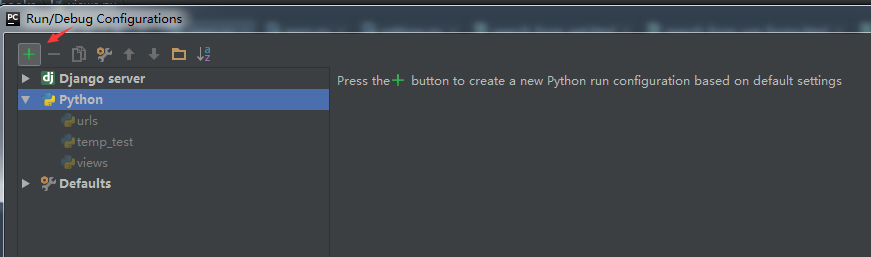 PC Run/Debug Configurations
dj Django server
Press the + button to create a new Python run configuration based on default settings
Python
urls
temp_test
views
Defaults